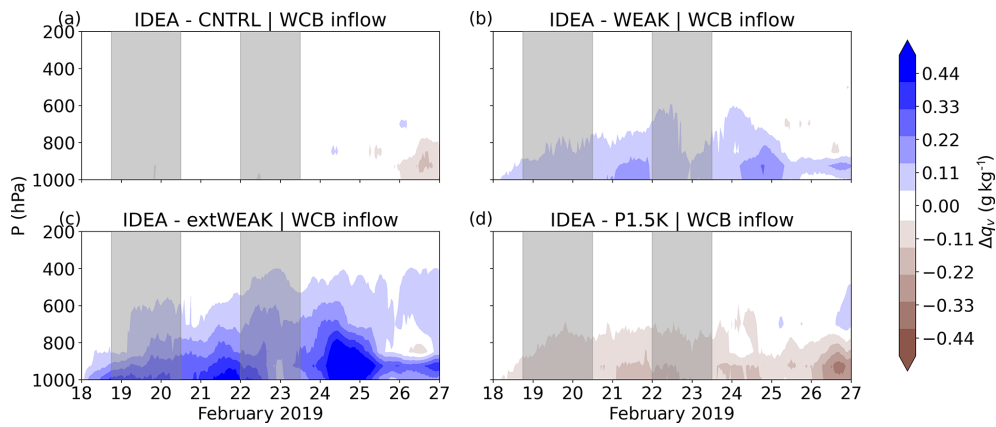 (a) IDEA - CNTRL | WCB inflow
(b) IDEA - WEAK | WCB inflow
200
400
600
800
1000
(c) IDEA - extWEAK | WCB inflow
(d) IDEA - P1.5K | WCB inflow
P (hPa)
200
400
600
800
1000
18 19 20 21 22 23 24 25 26 27
February 2019
18 19 20 21 22 23 24 25 26 27
February 2019
0.44
0.33
0.22
0.11
0.00
−0.11
−0.22
−0.33
−0.44
Δqᵥ (g kg⁻¹)